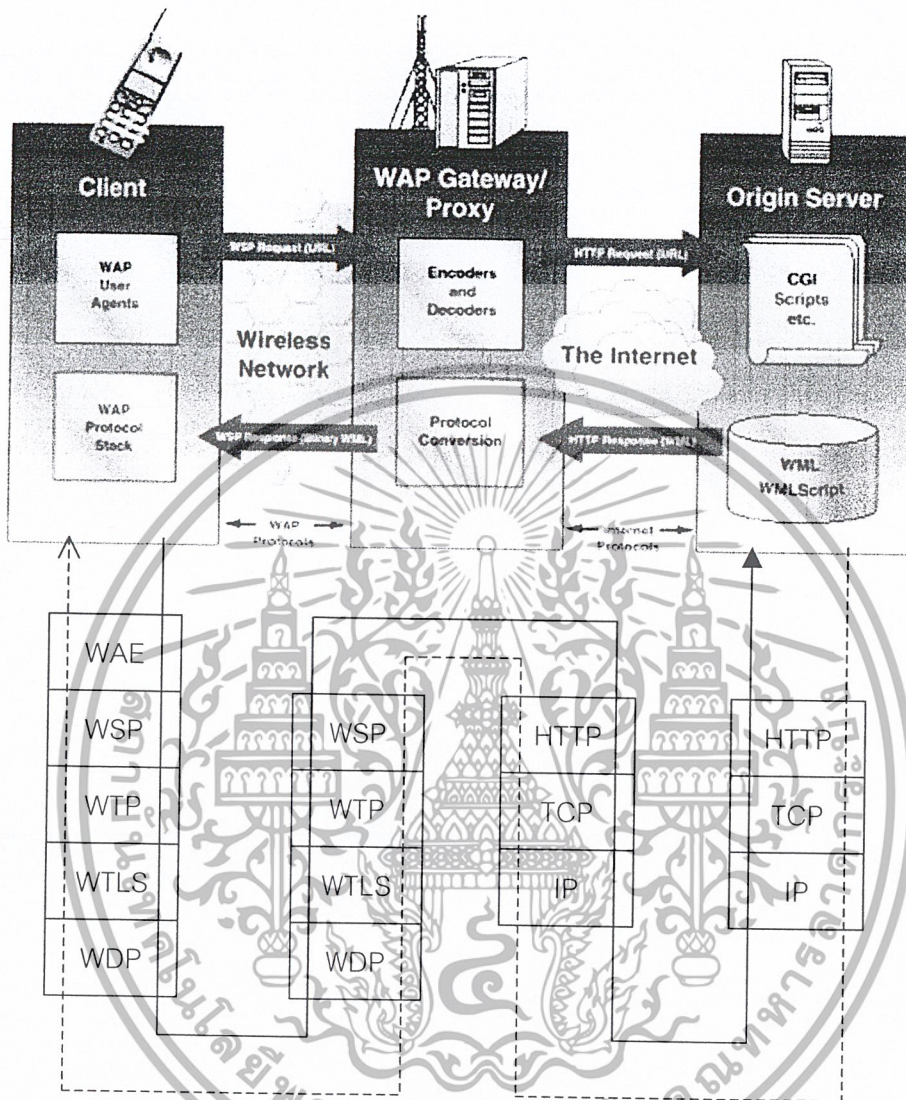 Client
WAP Gateway/
Proxy
Origin Server
WAP
User
Agents
WSP Request (URL)
Encoders
and
Decoders
HTTP Request (URL)
CGI
Scripts
etc.
Wireless
Network
The Internet
WAP
Protocol
Stack
WSP Response (Binary WML)
Protocol
Conversion
HTTP Response (WML)
WML
WMLScript
WAP
Protocols
Internet
Protocols
WAE
WSP
WTP
WTLS
WDP
WSP
WTP
WTLS
WDP
HTTP
TCP
IP
HTTP
TCP
IP